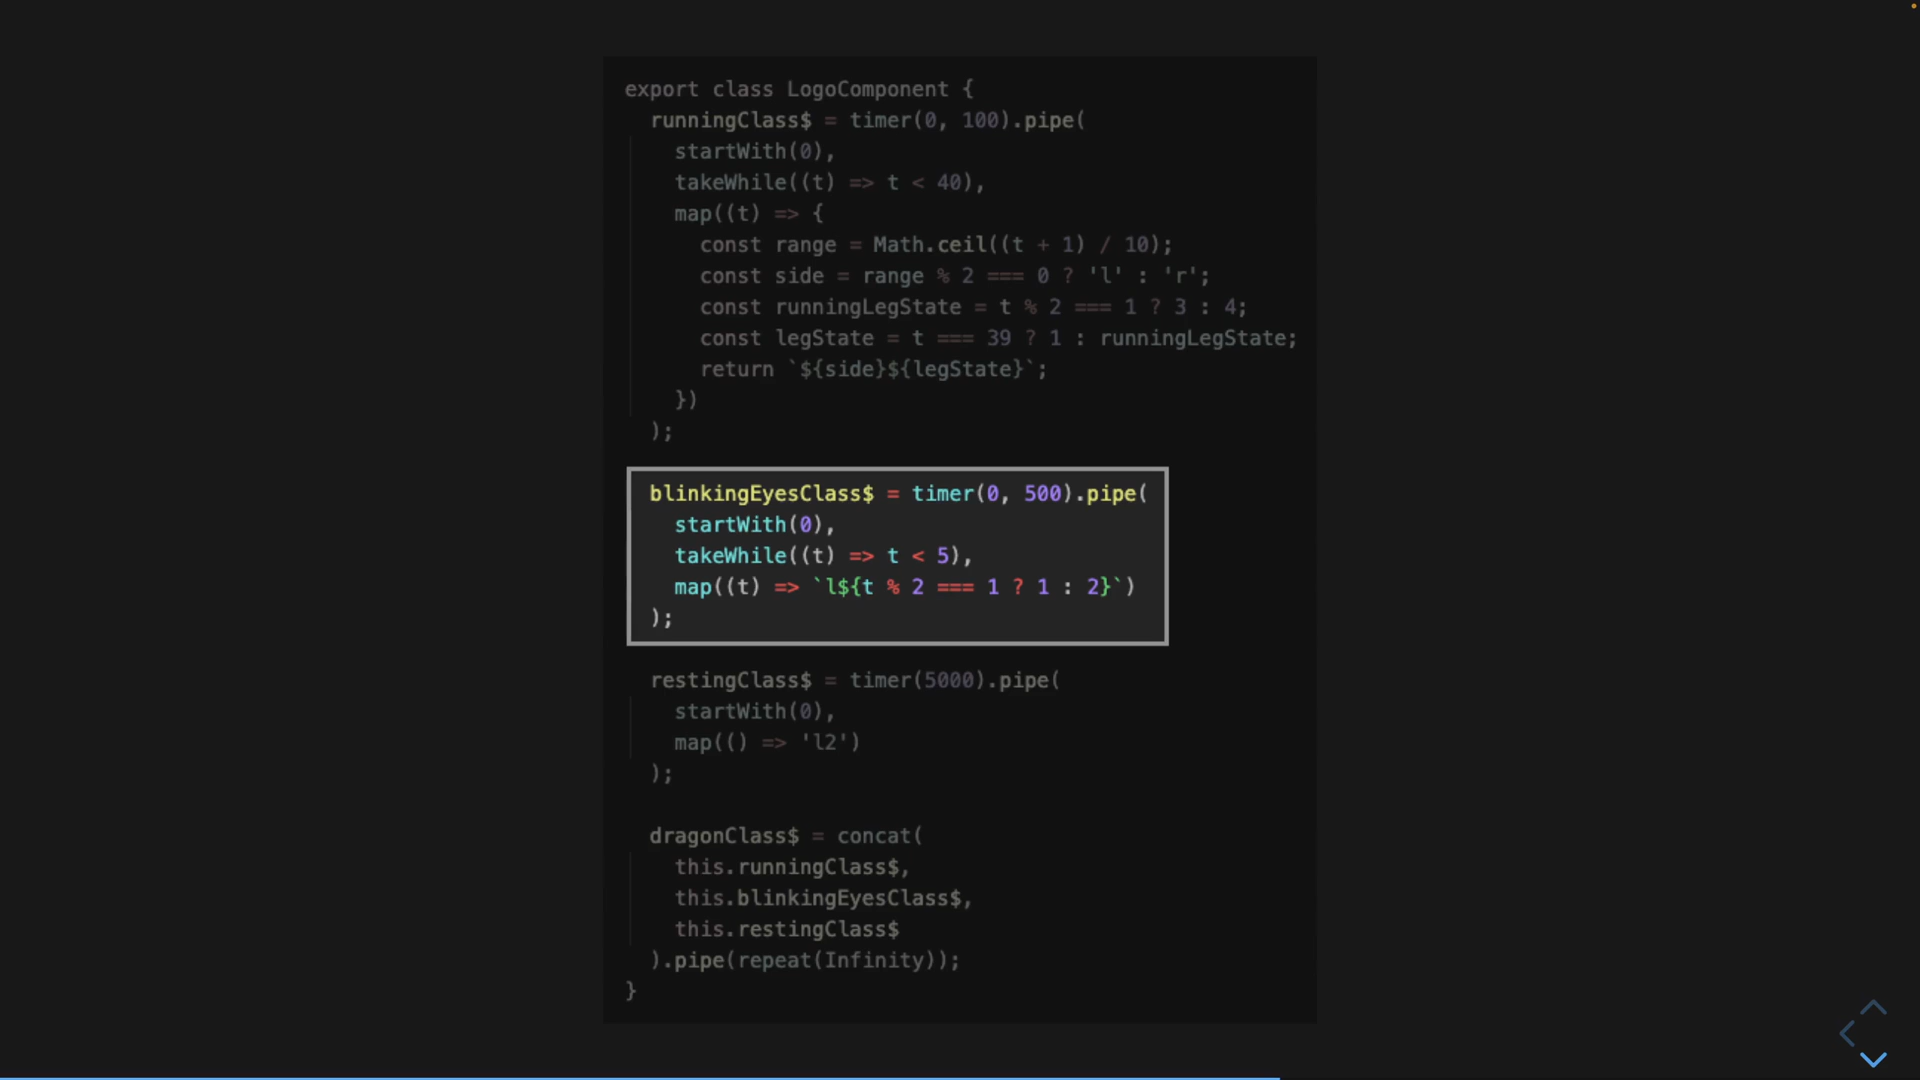 export class LogoComponent {
  runningClass$ = timer(0, 100).pipe(
    startWith(0),
    takeWhile((t) => t < 40),
    map((t) => {
      const range = Math.ceil((t + 1) / 10);
      const side = range % 2 === 0 ? 'l' : 'r';
      const runningLegState = t % 2 === 1 ? 3 : 4;
      const legState = t === 39 ? 1 : runningLegState;
      return `${side}${legState}`;
    })
  );
  blinkingEyesClass$ = timer(0, 500).pipe(
    startWith(0),
    takeWhile((t) => t < 5),
    map((t) => `l${t % 2 === 1 ? 1 : 2}`)
  );
  restingClass$ = timer(5000).pipe(
    startWith(0),
    map(() => 'l2')
  );
  dragonClass$ = concat(
    this.runningClass$,
    this.blinkingEyesClass$,
    this.restingClass$
  ).pipe(repeat(Infinity));
}